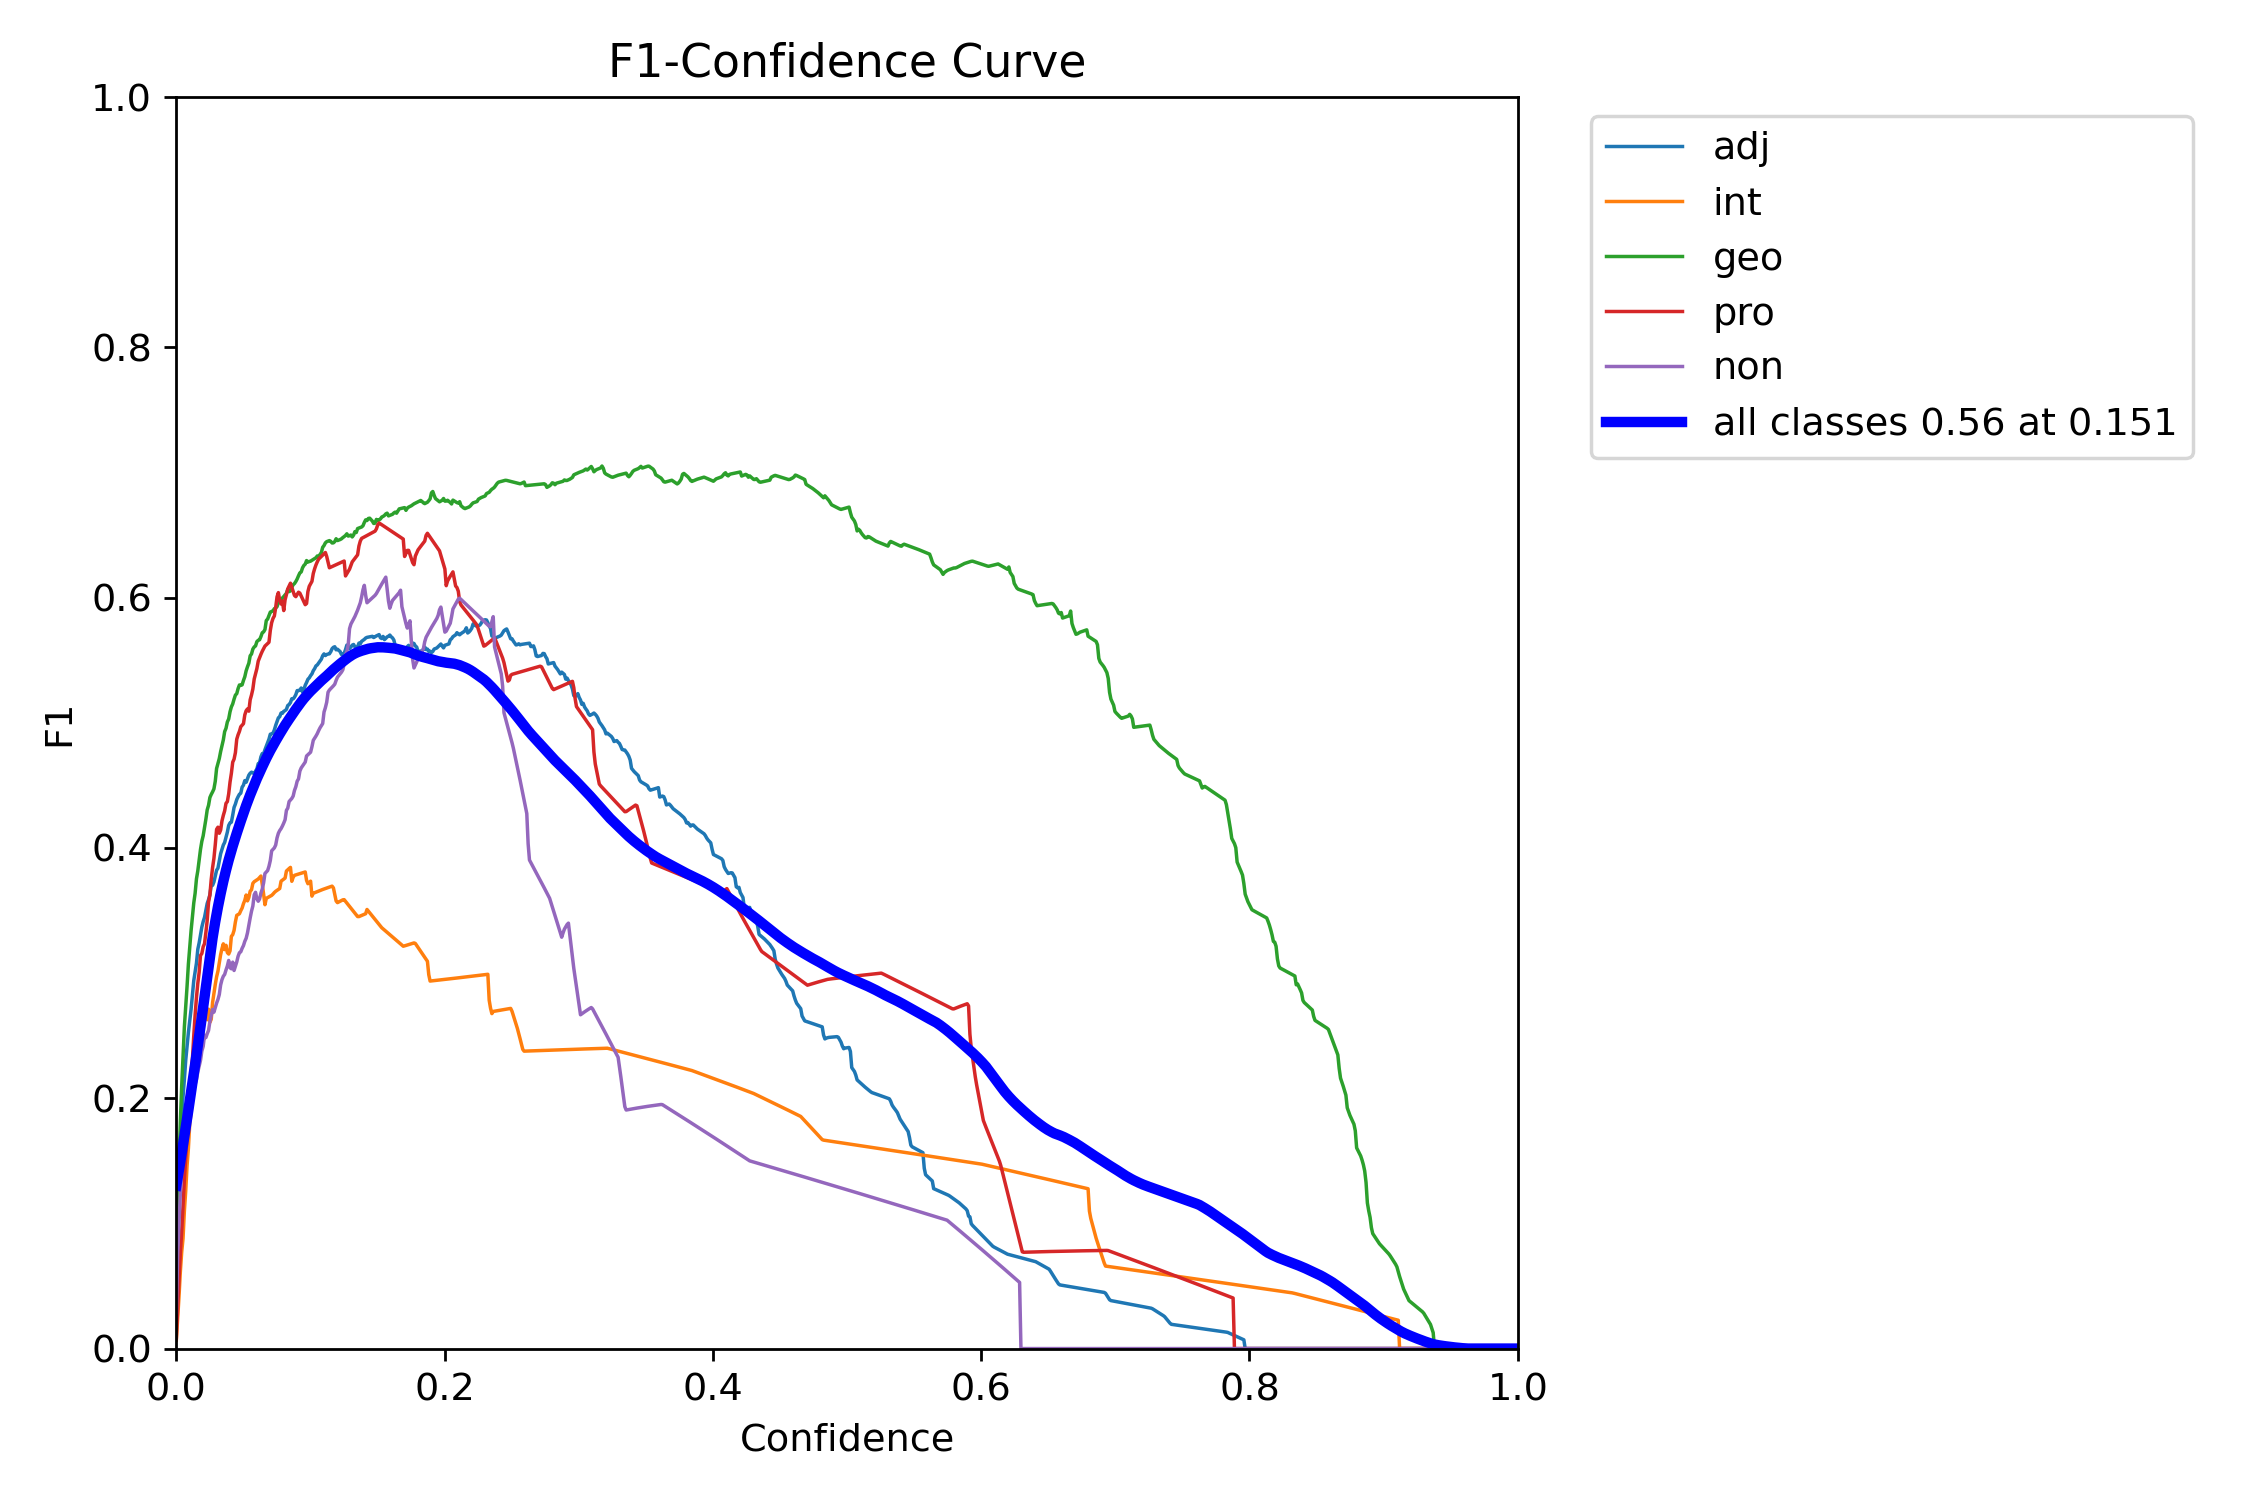 F1-Confidence Curve
1.0
0.8
0.6
0.4
0.2
0.0
F1
0.0 0.2 0.4 0.6 0.8 1.0
Confidence
adj
int
geo
pro
non
all classes 0.56 at 0.151